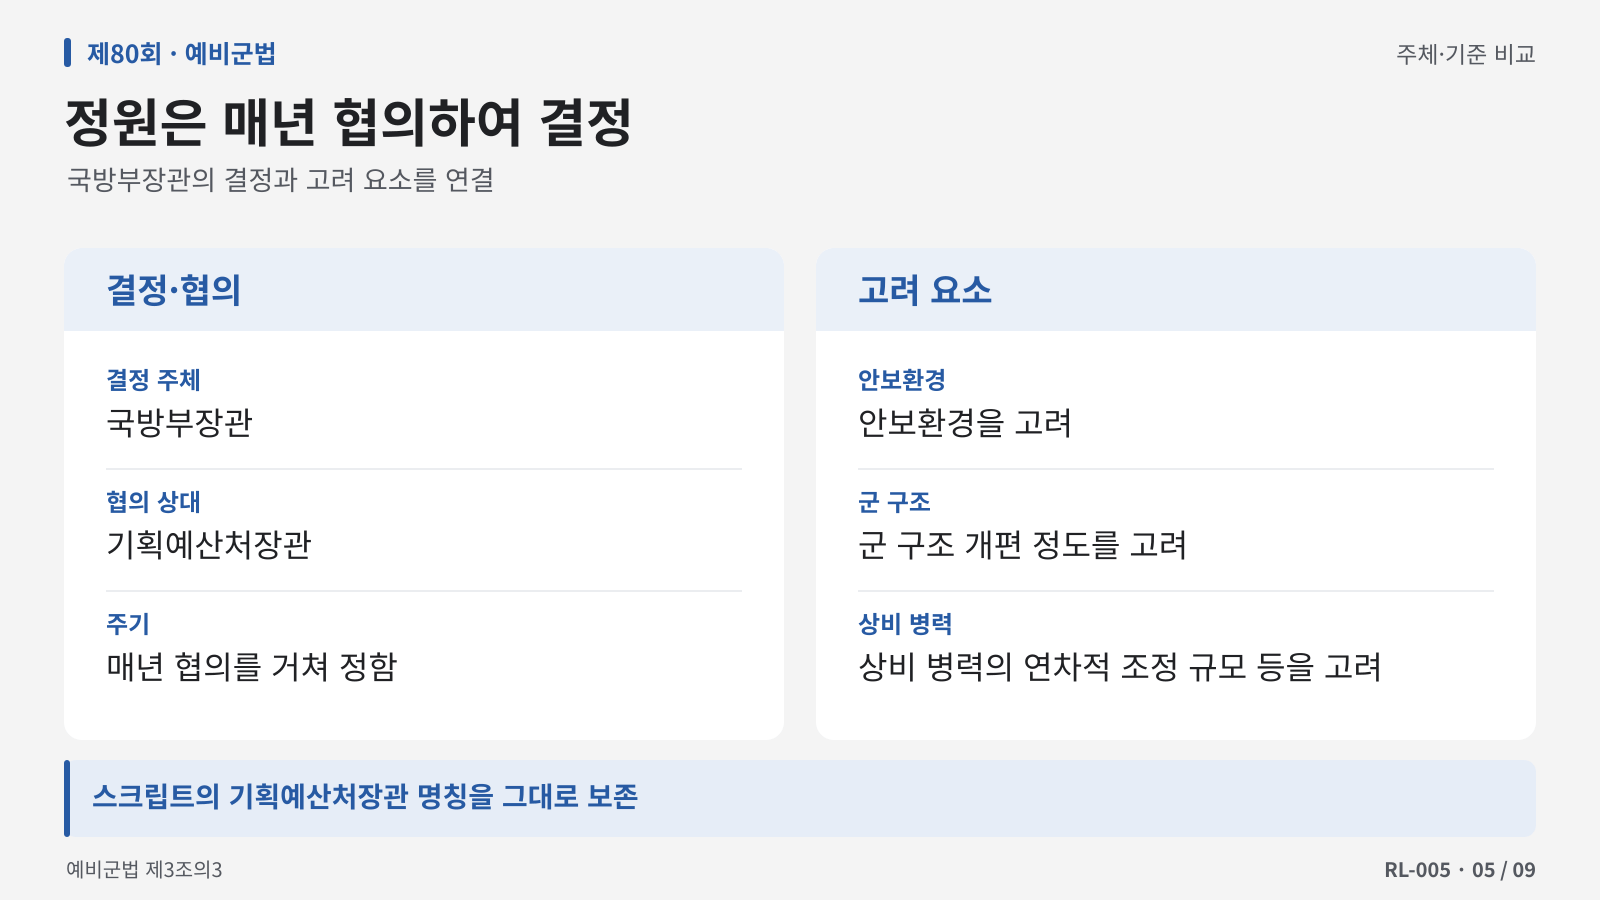 제80회 · 예비군법
주체·기준 비교
정원은 매년 협의하여 결정
국방부장관의 결정과 고려 요소를 연결
결정·협의
결정 주체
국방부장관
협의 상대
기획예산처장관
주기
매년 협의를 거쳐 정함
고려 요소
안보환경
안보환경을 고려
군 구조
군 구조 개편 정도를 고려
상비 병력
상비 병력의 연차적 조정 규모 등을 고려
스크립트의 기획예산처장관 명칭을 그대로 보존
예비군법 제3조의3
RL-005 · 05 / 09